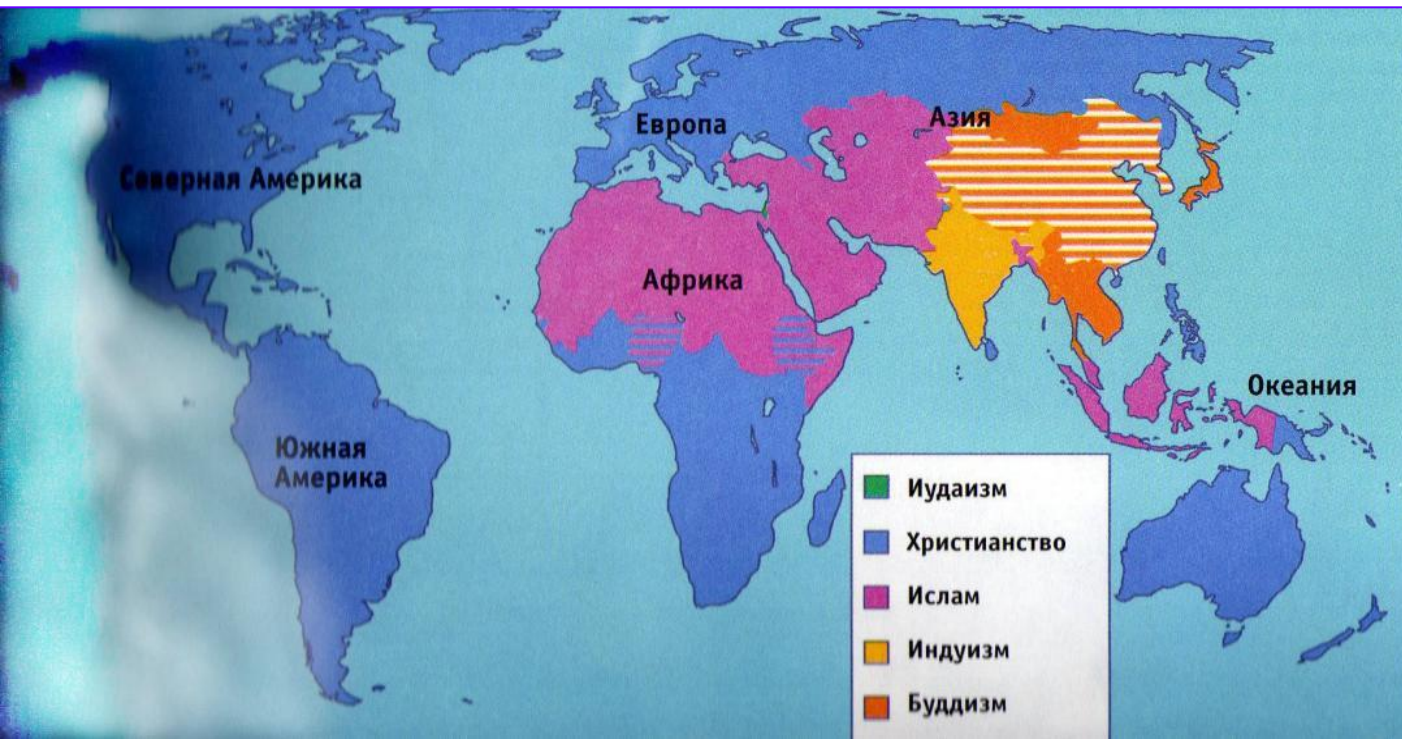 Европа
Азия
Северная Америка
Африка
Океания
Южная
Америка
Иудаизм
Христианство
Ислам
Индуизм
Буддизм